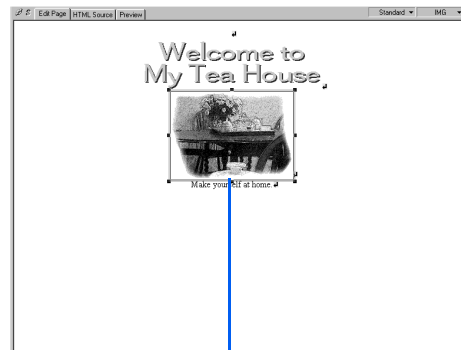 Edit Page HTML Source Preview Standard IMG
Welcome to
My Tea House
Make yourself at home.